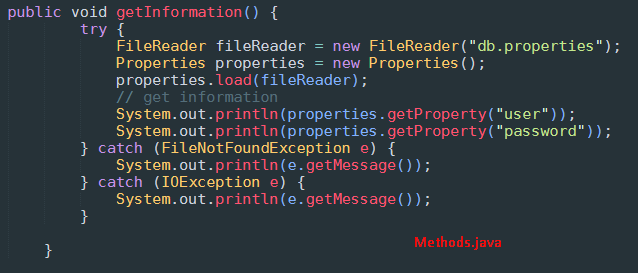 public void getInformation() {
try {
FileReader fileReader = new FileReader("db.properties");
Properties properties = new Properties();
properties.load(fileReader);
// get information
System.out.println(properties.getProperty("user"));
System.out.println(properties.getProperty("password"));
} catch (FileNotFoundException e) {
System.out.println(e.getMessage());
} catch (IOException e) {
System.out.println(e.getMessage());
}
Methods.java
}